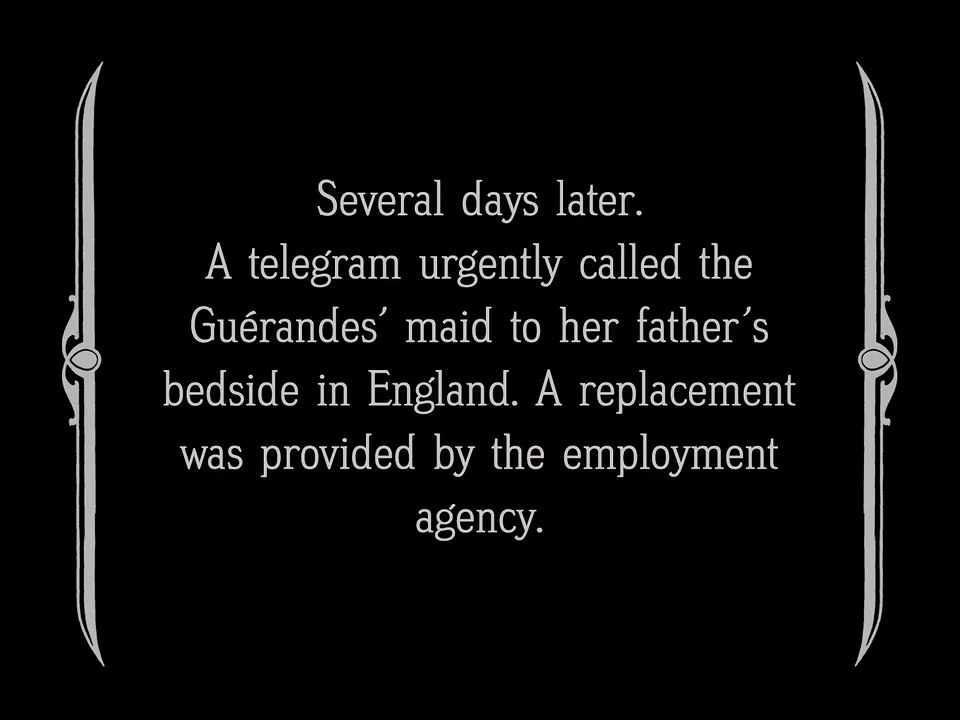 Several days later.
A telegram urgently called the
Guérandes’ maid to her father’s
bedside in England. A replacement
was provided by the employment
agency.